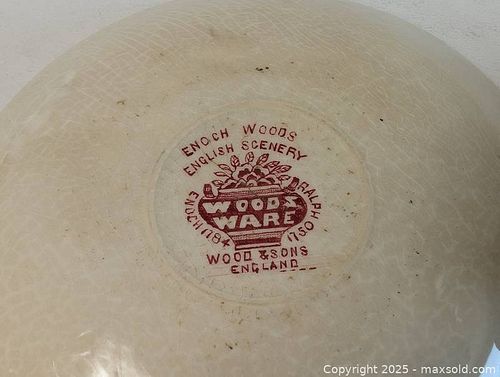 ENOCH WOODS
ENGLISH SCENERY
WOODS
WARE
ENOCH 1784
RALPH 1750
WOOD & SONS
ENGLAND
Copyright 2025 - maxsold.com